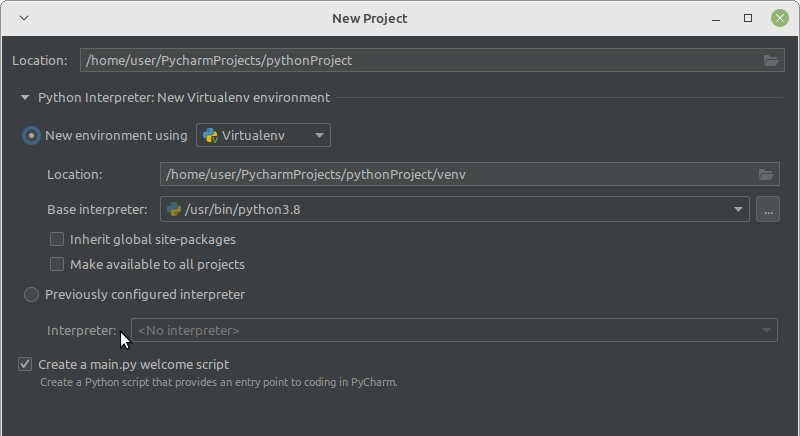 New Project
Location: /home/user/PycharmProjects/pythonProject
Python Interpreter: New Virtualenv environment
New environment using Virtualenv
Location: /home/user/PycharmProjects/pythonProject/venv
Base interpreter: /usr/bin/python3.8 ...
Inherit global site-packages
Make available to all projects
Previously configured interpreter
Interpreter: <No interpreter>
Create a main.py welcome script
Create a Python script that provides an entry point to coding in PyCharm.